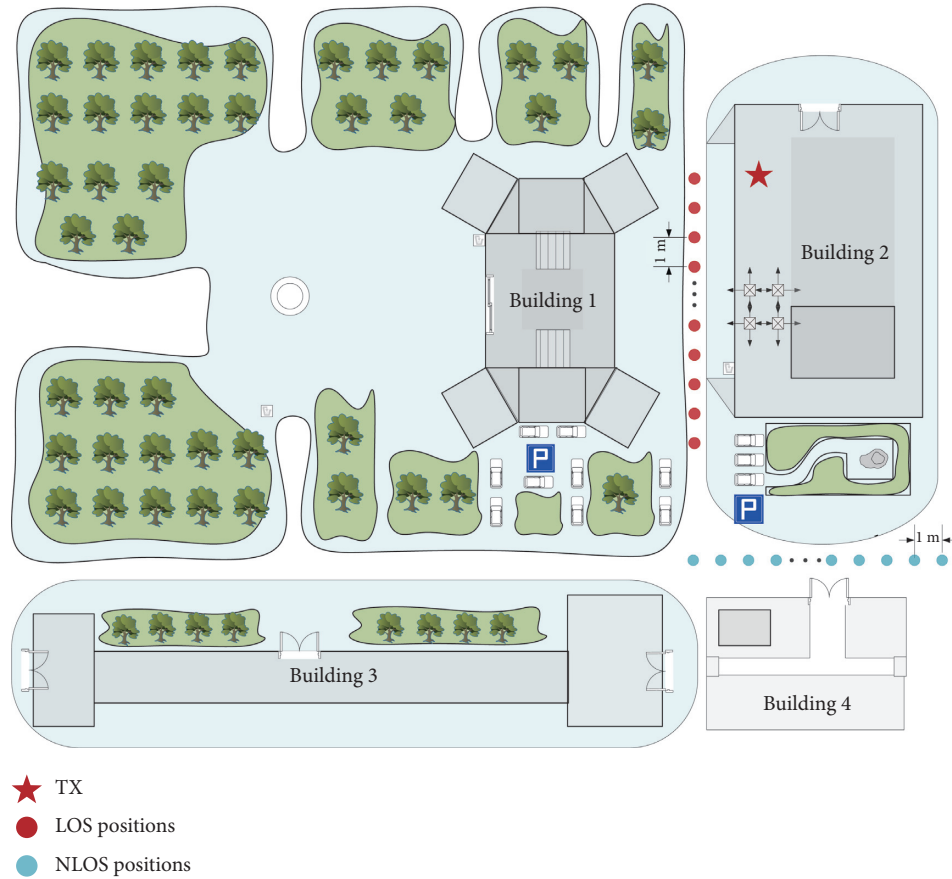 1 m
Building 2
Building 1
P
P
1 m
Building 3
Building 4
TX
LOS positions
NLOS positions